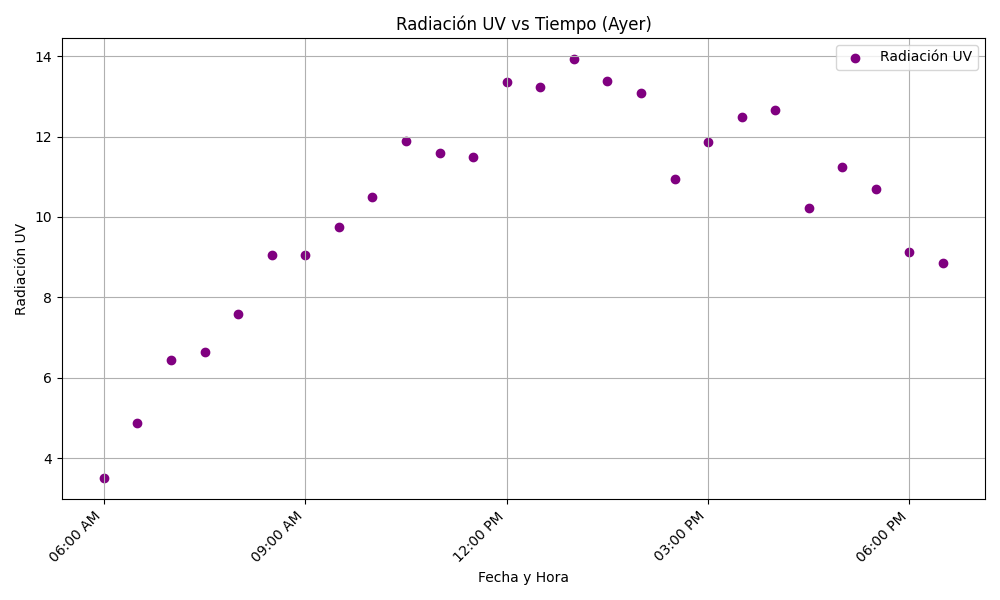 Radiación UV vs Tiempo (Ayer)
Radiación UV
14
12
10
8
6
4
Radiación UV
06:00 AM
09:00 AM
12:00 PM
03:00 PM
06:00 PM
Fecha y Hora